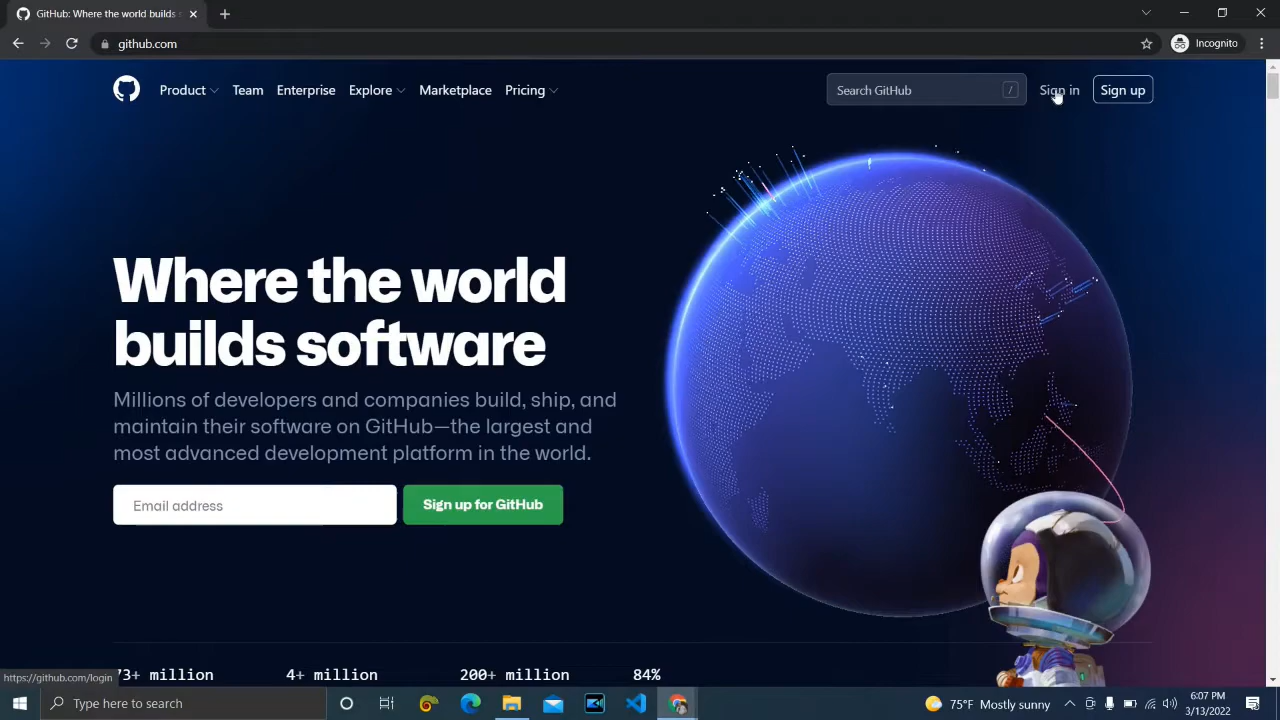 GitHub: Where the world builds s
github.com
Incognito
Product
Team
Enterprise
Explore
Marketplace
Pricing
Search GitHub
/
Sign in
Sign up
Where the world
builds software
Millions of developers and companies build, ship, and
maintain their software on GitHub—the largest and
most advanced development platform in the world.
Email address
Sign up for GitHub
73+ million
4+ million
200+ million
84%
https://github.com/login
Type here to search
75°F Mostly sunny
6:07 PM
3/13/2022